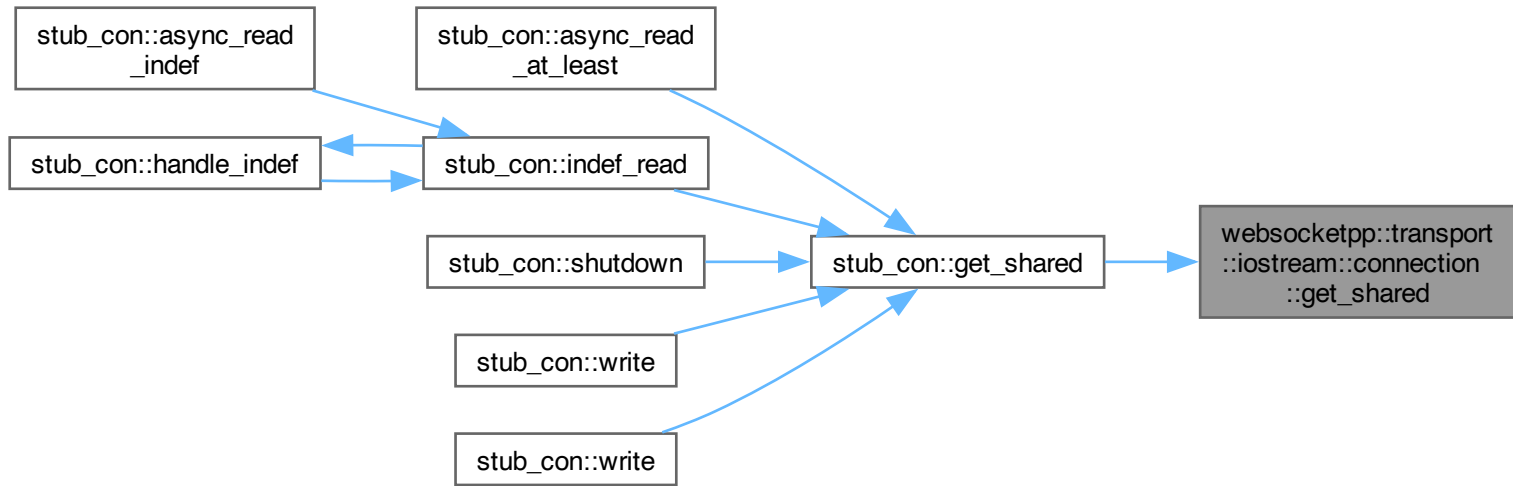 stub_con::async_read
_indef
stub_con::async_read
_at_least
stub_con::handle_indef
stub_con::indef_read
stub_con::shutdown
stub_con::get_shared
websocketpp::transport
::iostream::connection
::get_shared
stub_con::write
stub_con::write